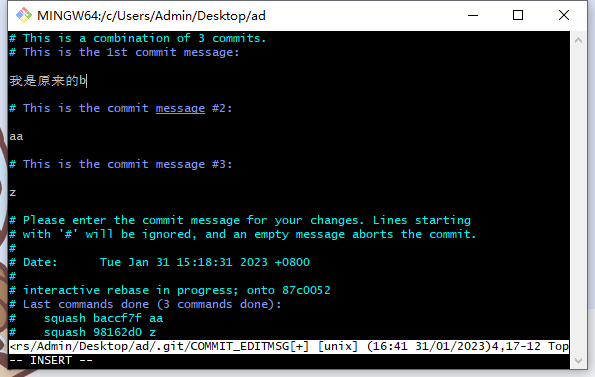 MINGW64:/c/Users/Admin/Desktop/ad
# This is a combination of 3 commits.
# This is the 1st commit message:
我是原来的b
# This is the commit message #2:
aa
# This is the commit message #3:
z
# Please enter the commit message for your changes. Lines starting
# with '#' will be ignored, and an empty message aborts the commit.
#
# Date:      Tue Jan 31 15:18:31 2023 +0800
#
# interactive rebase in progress; onto 87c0052
# Last commands done (3 commands done):
#    squash baccf7f aa
#    squash 98162d0 z
<rs/Admin/Desktop/ad/.git/COMMIT_EDITMSG[+] [unix] (16:41 31/01/2023)4,17-12 Top
-- INSERT --